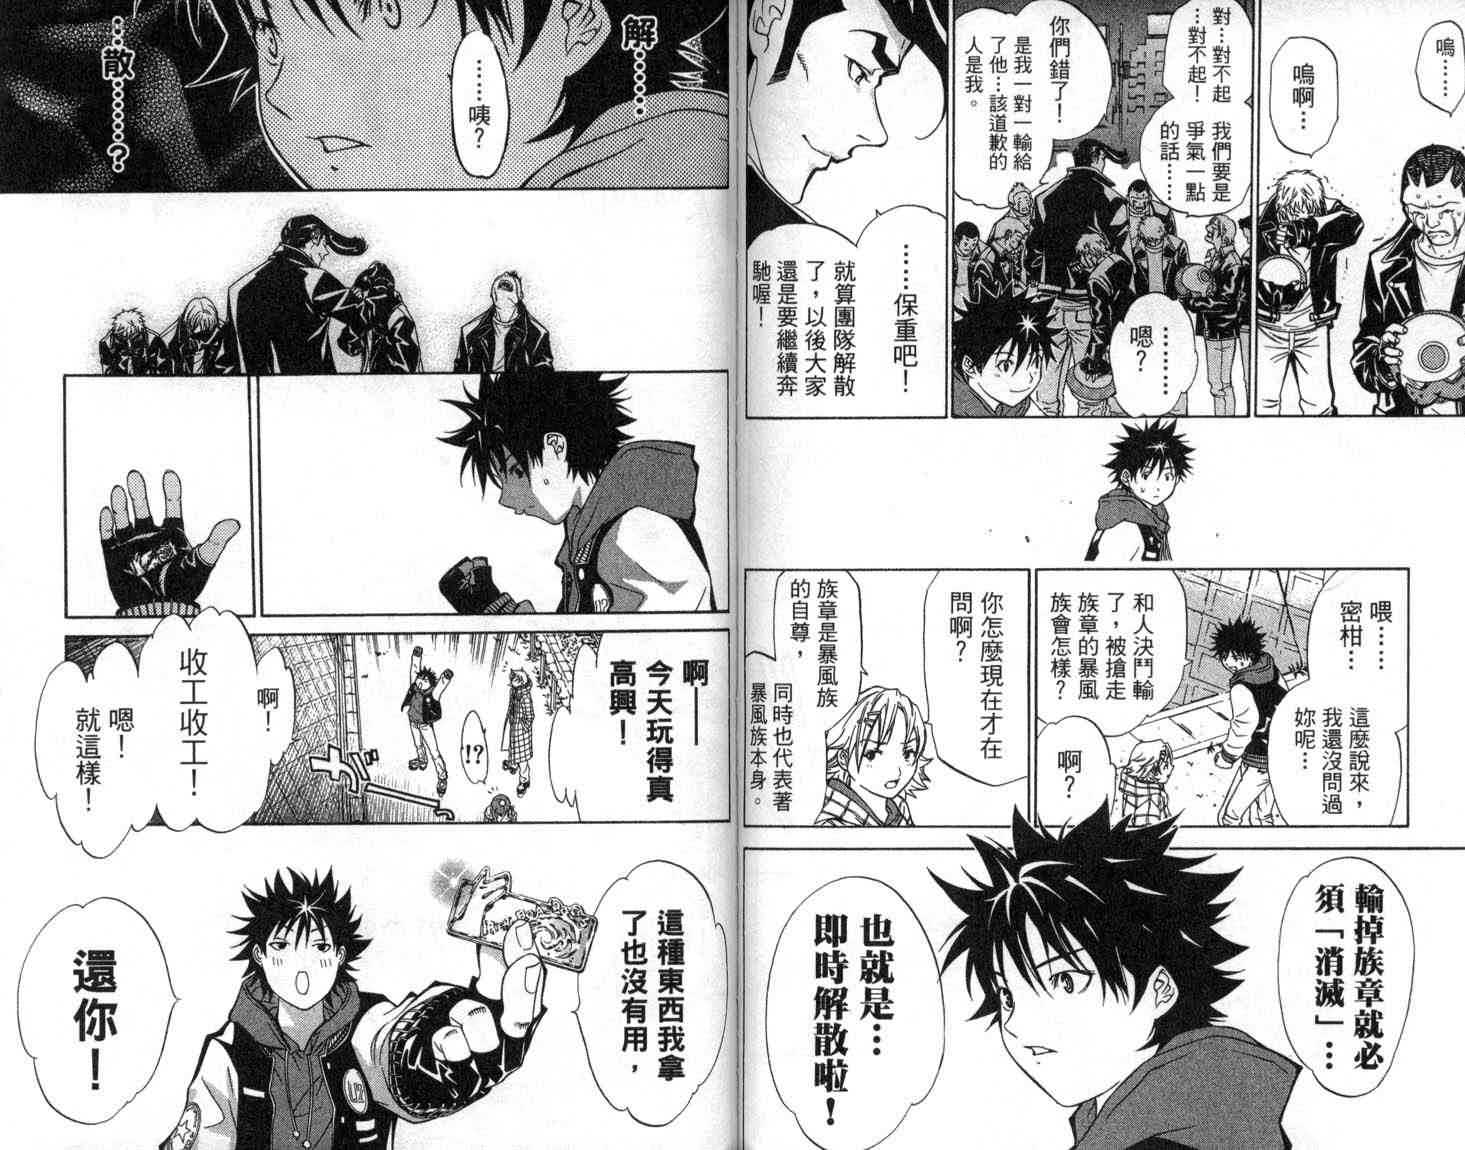 嗚…
嗚啊…
對…對不起
…對不起！
我們要是
爭氣一點
的話……
你們錯了！
是我一對一輸給
了他…該道歉的
人是我。
………
嗯？
……保重吧！
就算團隊解散
了，以後大家
還是要繼續奔
馳喔！
喂……
密柑…
這麼說來，
我還沒問過
妳呢…
和人決鬥輸
了，被搶走
族章的暴風
族會怎樣？
啊？
你怎麼現在才在
問啊？
族章是暴風族
的自尊，
同時也代表著
暴風族本身。
輸掉族章就必
須「消滅」…
也就是…
即時解散啦！
解……
…散……？
……咦？
啊——
今天玩得真
高興！
!?
啊！
收工收工！
嗯！
就這樣！
這種東西我拿
了也沒有用，
還你！